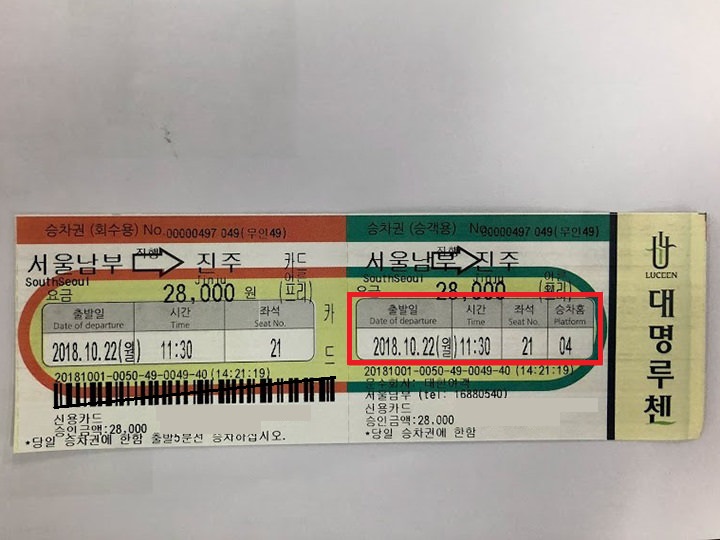 승차권 (회수용) No.00000497 049(무인49)
직행
서울남부 → 진주 카드
SouthSeoul Jinju
요금 28,000 원 (프리)
출발일 시간 좌석
Date of departure Time Seat No.
2018.10.22(월) 11:30 21
카
드
20181001-0050-49-0049-40 (14:21:19)
신용카드
승인금액:28,000
*당일 승차권에 한함 출발5분전 승차하십시오.
승차권 (승객용) No.00000497 049(무인49)
직행
서울남부 → 진주
SouthSeoul Jinju
요금 28,000
출발일 시간 좌석 승차홈
Date of departure Time Seat No. Platform
2018.10.22(월) 11:30 21 04
20181001-0050-49-0049-40 (14:21:19)
운수회사: 대한여객
서울남부 (tel: 16880540)
신용카드
승인금액:28,000
*당일 승차권에 한함
LUCEEN
대명루첸